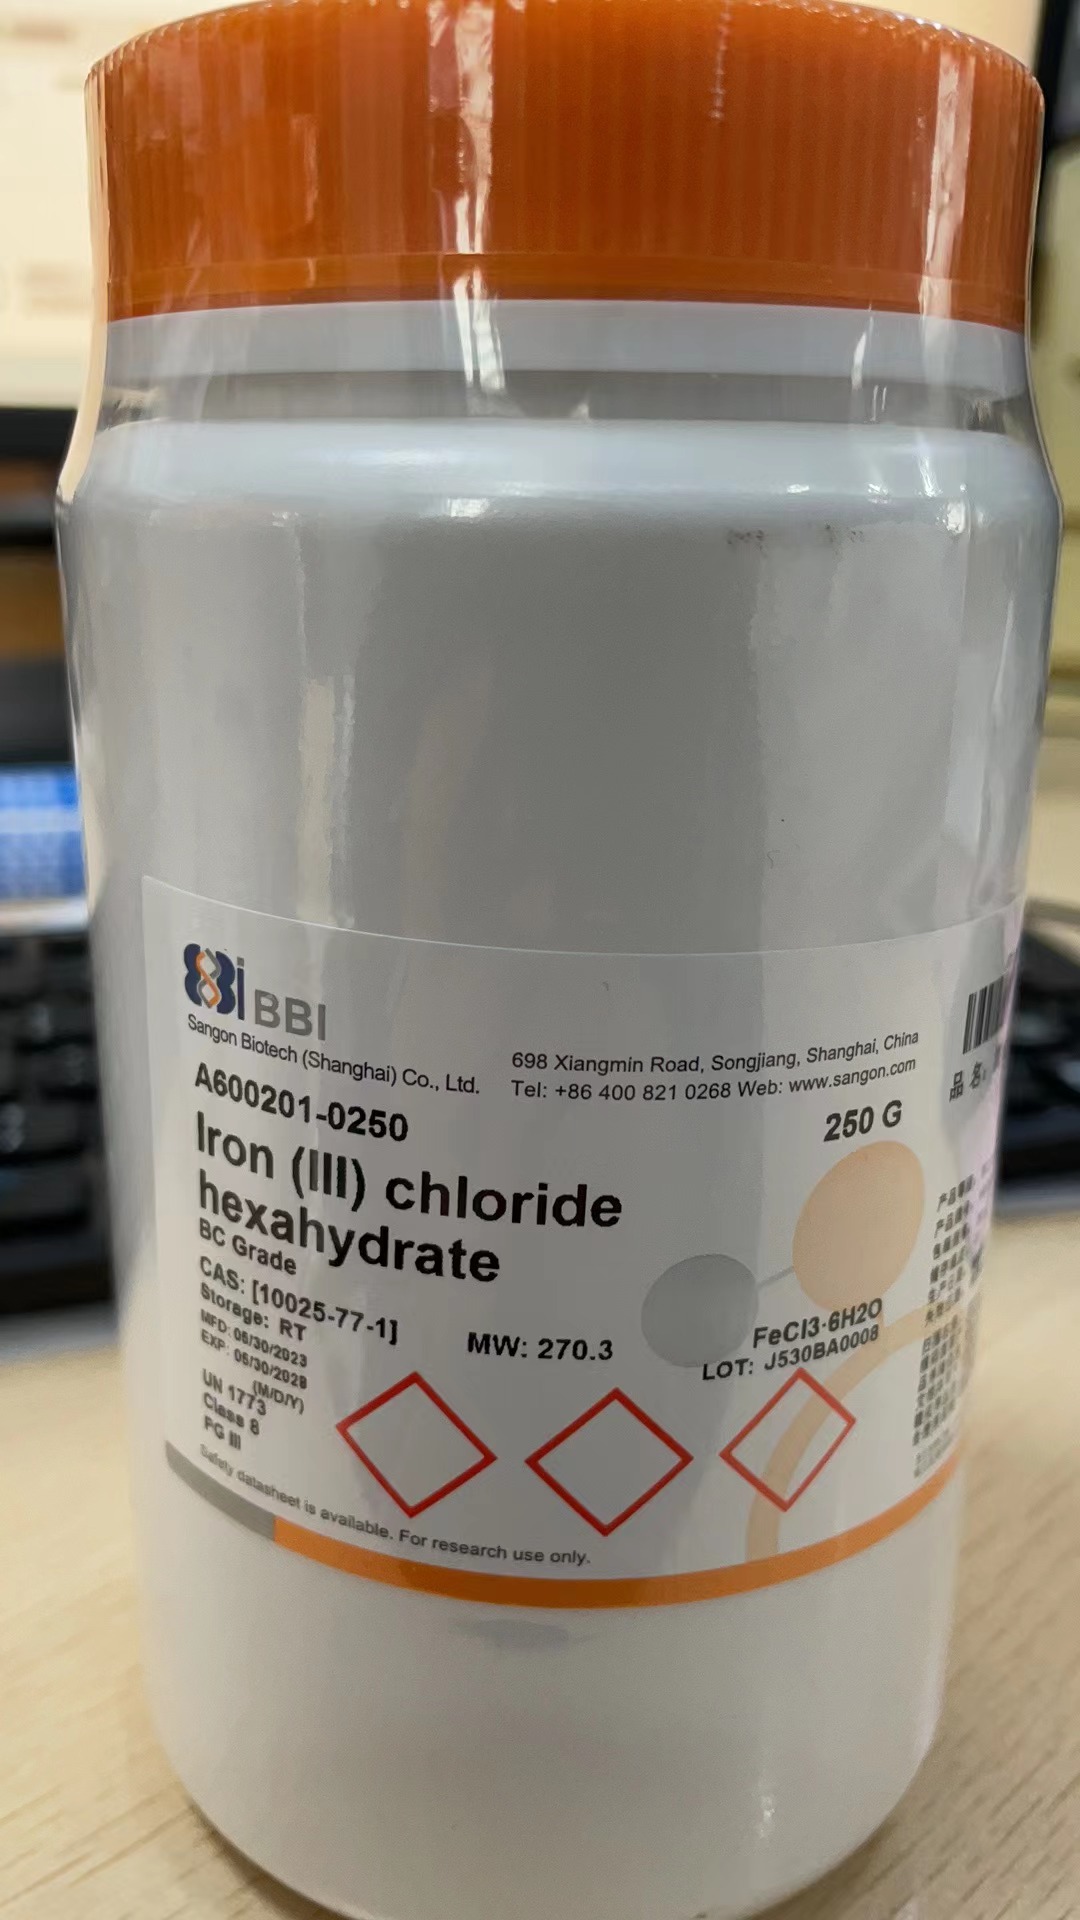 BBI
Sangon Biotech (Shanghai) Co., Ltd.
698 Xiangmin Road, Songjiang, Shanghai, China
Tel: +86 400 821 0268 Web: www.sangon.com
A600201-0250
250 G
Iron (III) chloride
hexahydrate
BC Grade
CAS: [10025-77-1]
Storage: RT
MW: 270.3
FeCl3·6H2O
LOT: J530BA0008
MFD: 06/30/2023
EXP: 06/30/2028
(M/D/Y)
UN 1773
Class 8
PG III
Safety datasheet is available. For research use only.
品 名: